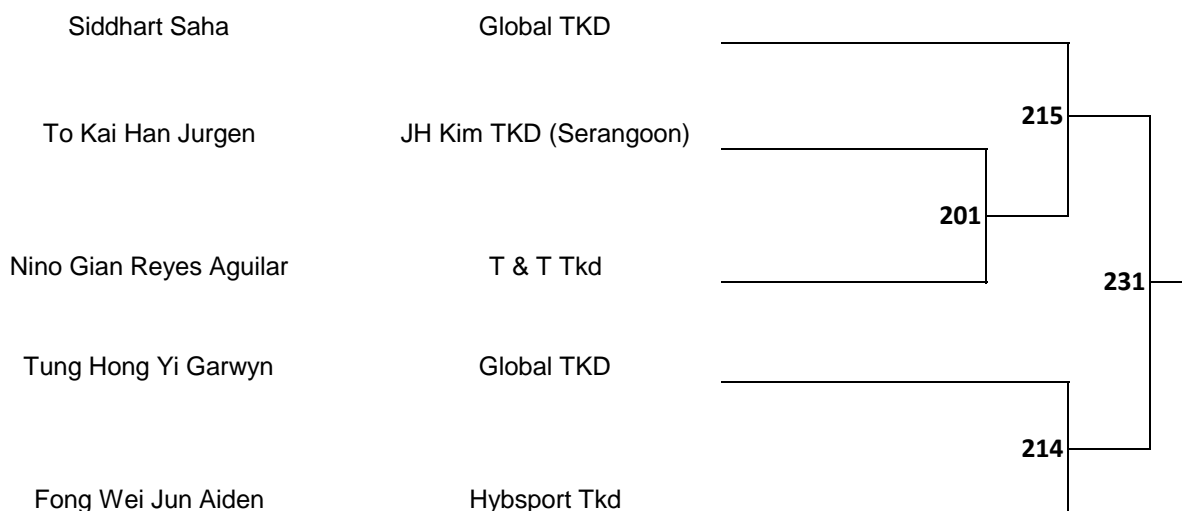 Siddhart Saha Global TKD
215
To Kai Han Jurgen JH Kim TKD (Serangoon)
201
Nino Gian Reyes Aguilar T & T Tkd
231
Tung Hong Yi Garwyn Global TKD
214
Fong Wei Jun Aiden Hybsport Tkd